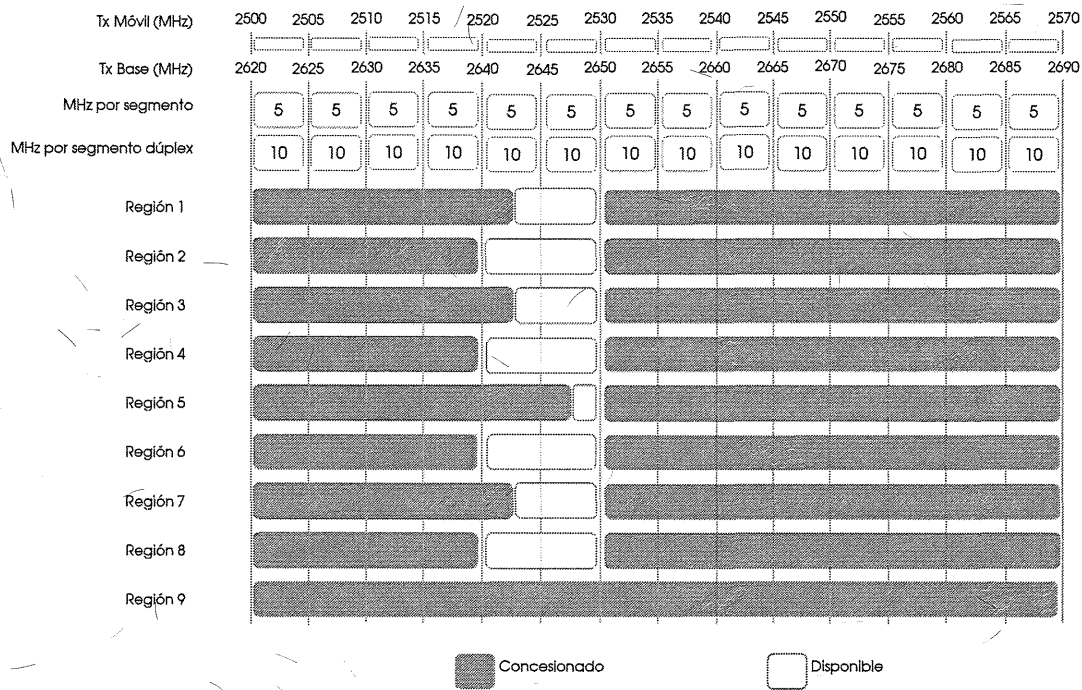 Tx Móvil (MHz) 2500 2505 2510 2515 2520 2525 2530 2535 2540 2545 2550 2560 2565 2570
Tx Base (MHz) 2620 2625 2630 2635 2640 2645 2650 2655 2660 2665 2670 2675 2680 2685 2690
MHz por segmento 5 5 5 5 5 5 5 5 5 5 5 5 5 5
MHz por segmento dúplex 10 10 10 10 10 10 10 10 10 10 10 10 10 10
Región 1
Región 2
Región 3
Región 4
Región 5
Región 6
Región 7
Región 8
Región 9
Concesionado Disponible